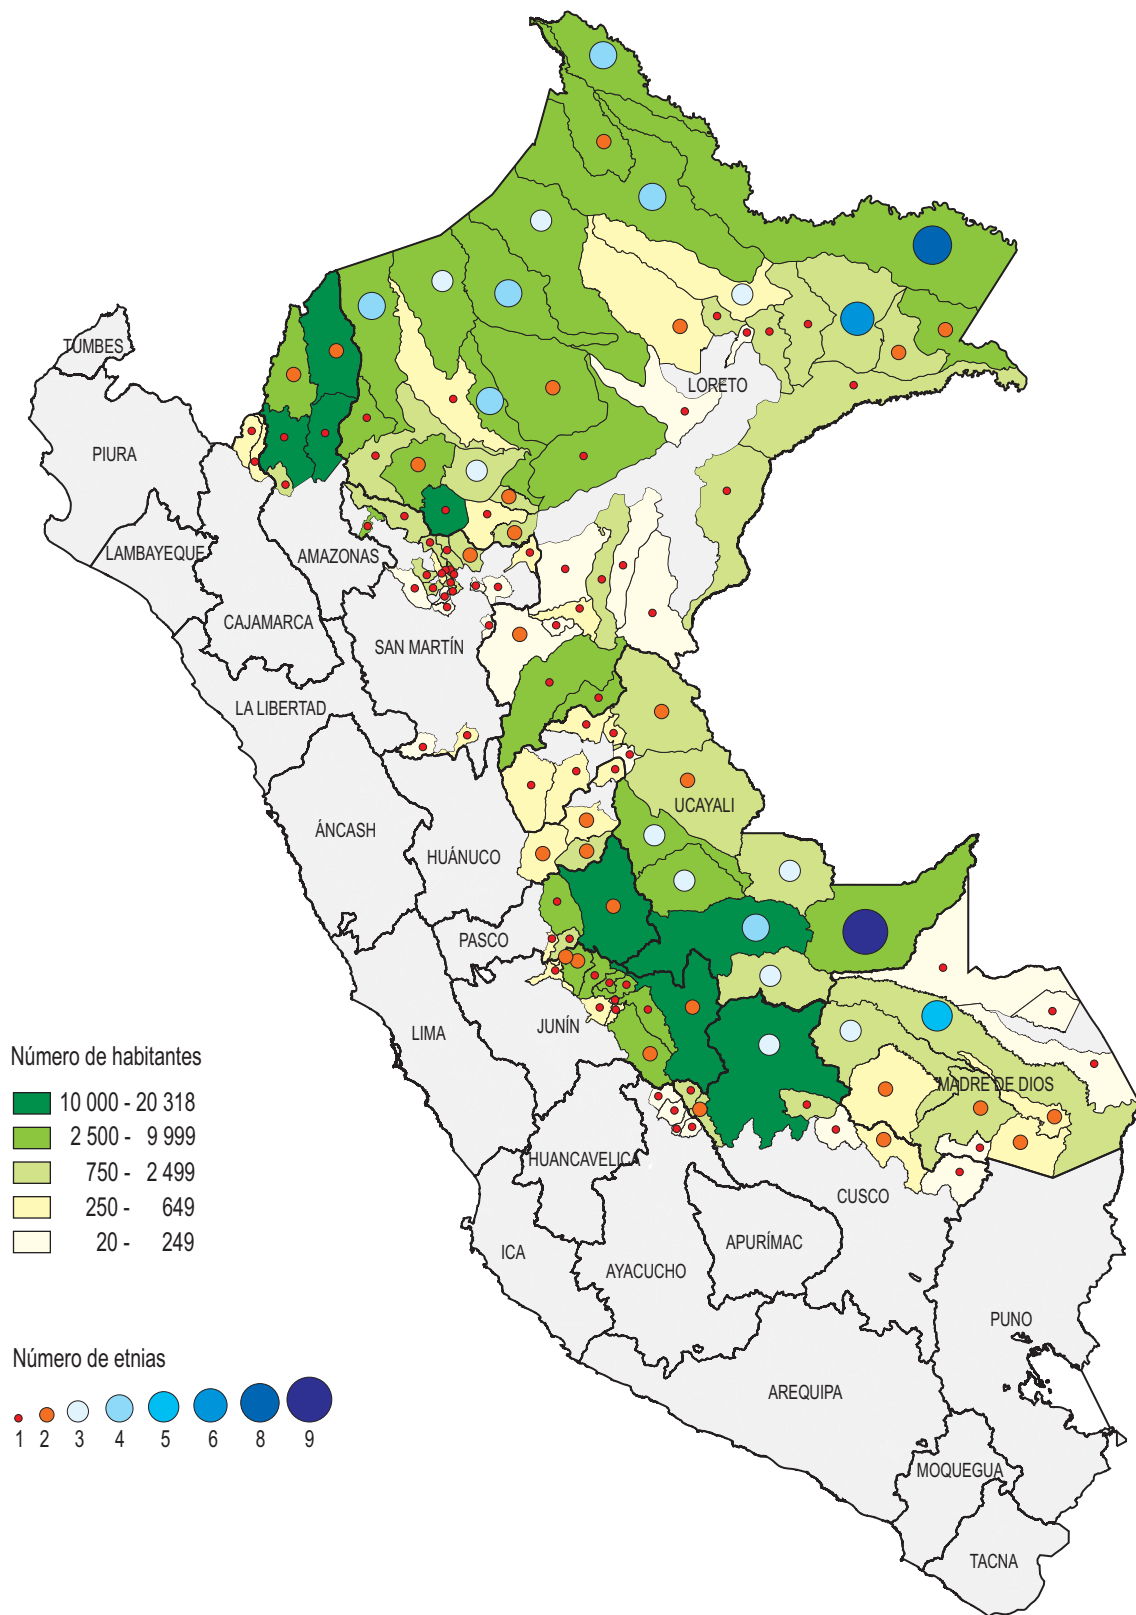 TUMBES
LORETO
PIURA
LAMBAYEQUE
AMAZONAS
CAJAMARCA
SAN MARTÍN
LA LIBERTAD
UCAYALI
ÁNCASH
HUÁNUCO
PASCO
LIMA
JUNÍN
MADRE DE DIOS
HUANCAVELICA
CUSCO
ICA
APURÍMAC
AYACUCHO
PUNO
AREQUIPA
MOQUEGUA
TACNA
Número de habitantes
10 000 - 20 318
2 500 - 9 999
750 - 2 499
250 - 649
20 - 249
Número de etnias
1 2 3 4 5 6 8 9